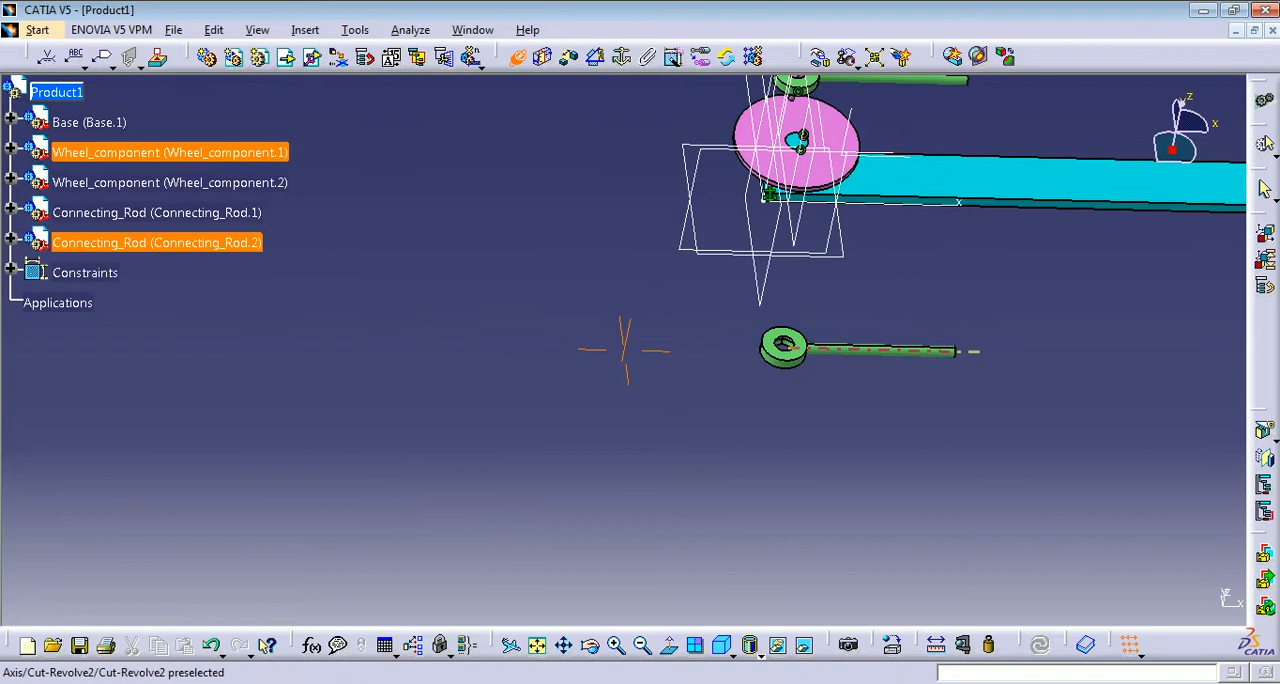 CATIA V5 - [Product1]
Start ENOVIA V5 VPM File Edit View Insert Tools Analyze Window Help
Product1
Base (Base.1)
Wheel_component (Wheel_component.1)
Wheel_component (Wheel_component.2)
Connecting_Rod (Connecting_Rod.1)
Connecting_Rod (Connecting_Rod.2)
Constraints
Applications
z
x
x
x
f(x)
CATIA
Axis/Cut-Revolve2/Cut-Revolve2 preselected